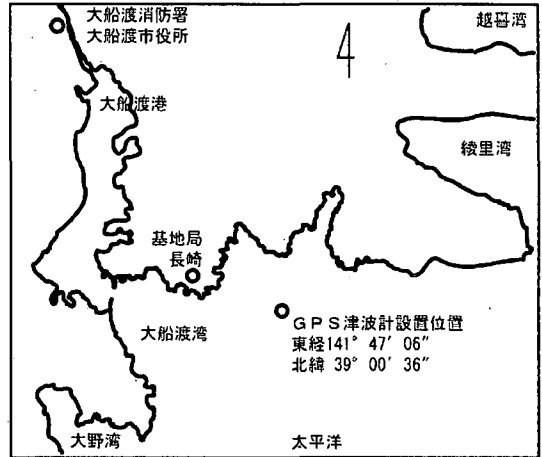 大船渡消防署
大船渡市役所
越喜湾
大船渡港
綾里湾
基地局
長崎
大船渡湾
GPS津波計設置位置
東経141° 47′ 06″
北緯 39° 00′ 36″
大野湾
太平洋